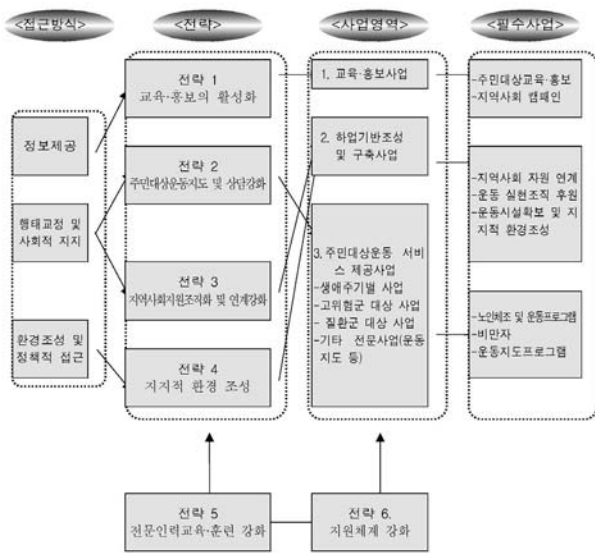 <접근방식>
<전략>
<사업영역>
<필수사업>
정보제공
행태교정 및
사회적 지지
환경조성 및
정책적 접근
전략 1
교육·홍보의 활성화
전략 2
주민대상운동지도 및 상담강화
전략 3
지역사회지원조직화 및 연계강화
전략 4
지지적 환경 조성
1. 교육·홍보사업
2. 하업기반조성
및 구축사업
3.주민대상운동 서비
스 제공사업
-생애주기별 사업
-고위험군 대상 사업
- 질환군 대상 사업
-기타 전문사업(운동
지도 등)
-주민대상교육·홍보
-지역사회 캠페인
-지역사회 자원 연계
-운동 실현조직 후원
-운동시설확보 및 지
지적 환경조성
-노인체조 및 운동프로그램
-비만자
-운동지도프로그램
전략 5
전문인력교육·훈련 강화
전략 6.
지원체계 강화